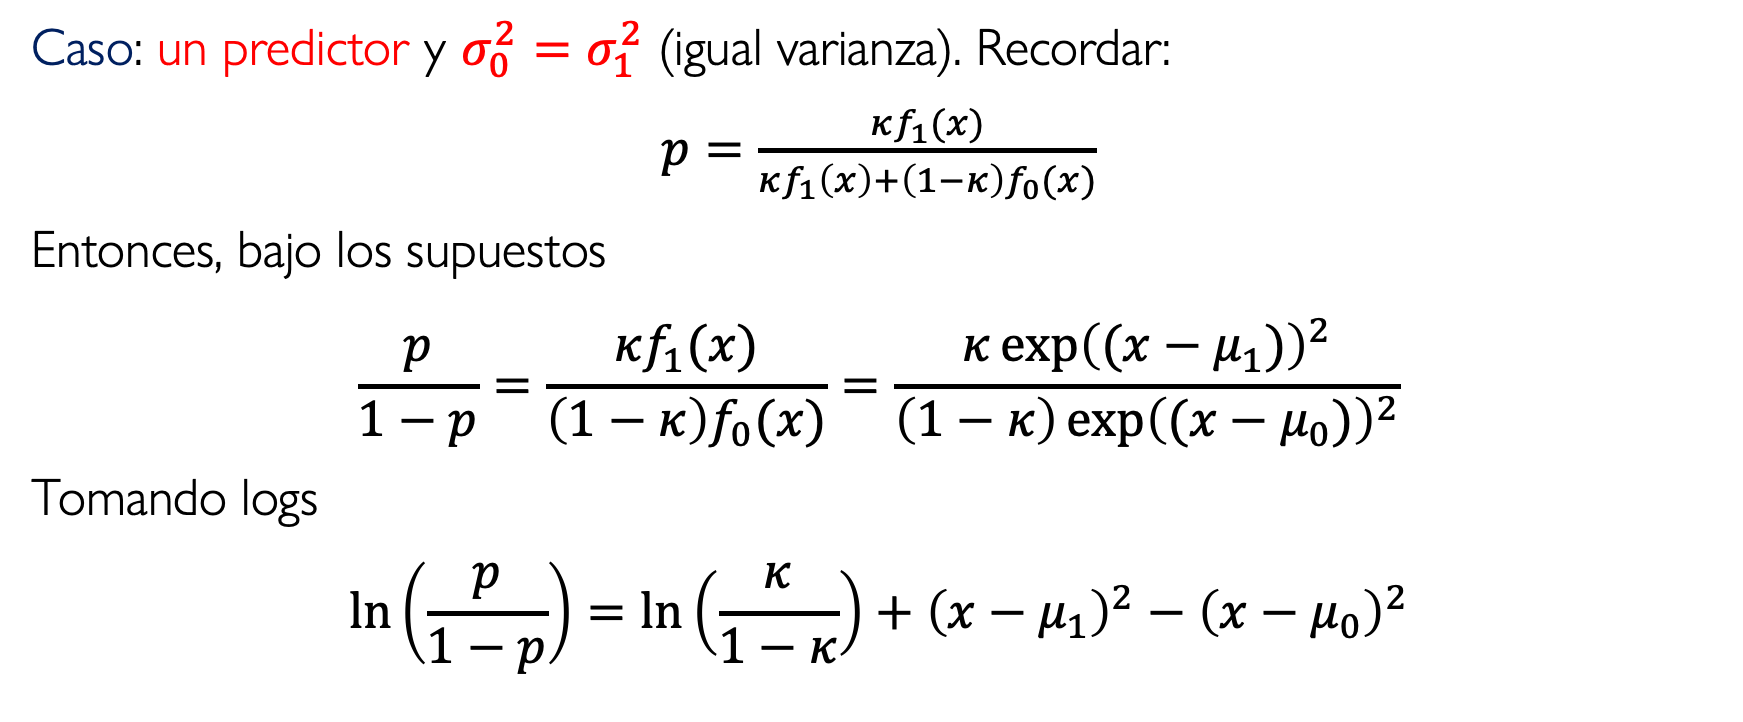 Caso: un predictor y σ₀² = σ₁² (igual varianza). Recordar:
p = κf₁(x) / κf₁(x)+(1−κ)f₀(x)
Entonces, bajo los supuestos
p / 1 − p = κf₁(x) / (1 − κ)f₀(x) = κ exp((x − μ₁))² / (1 − κ) exp((x − μ₀))²
Tomando logs
ln(p / 1 − p) = ln(κ / 1 − κ) + (x − μ₁)² − (x − μ₀)²